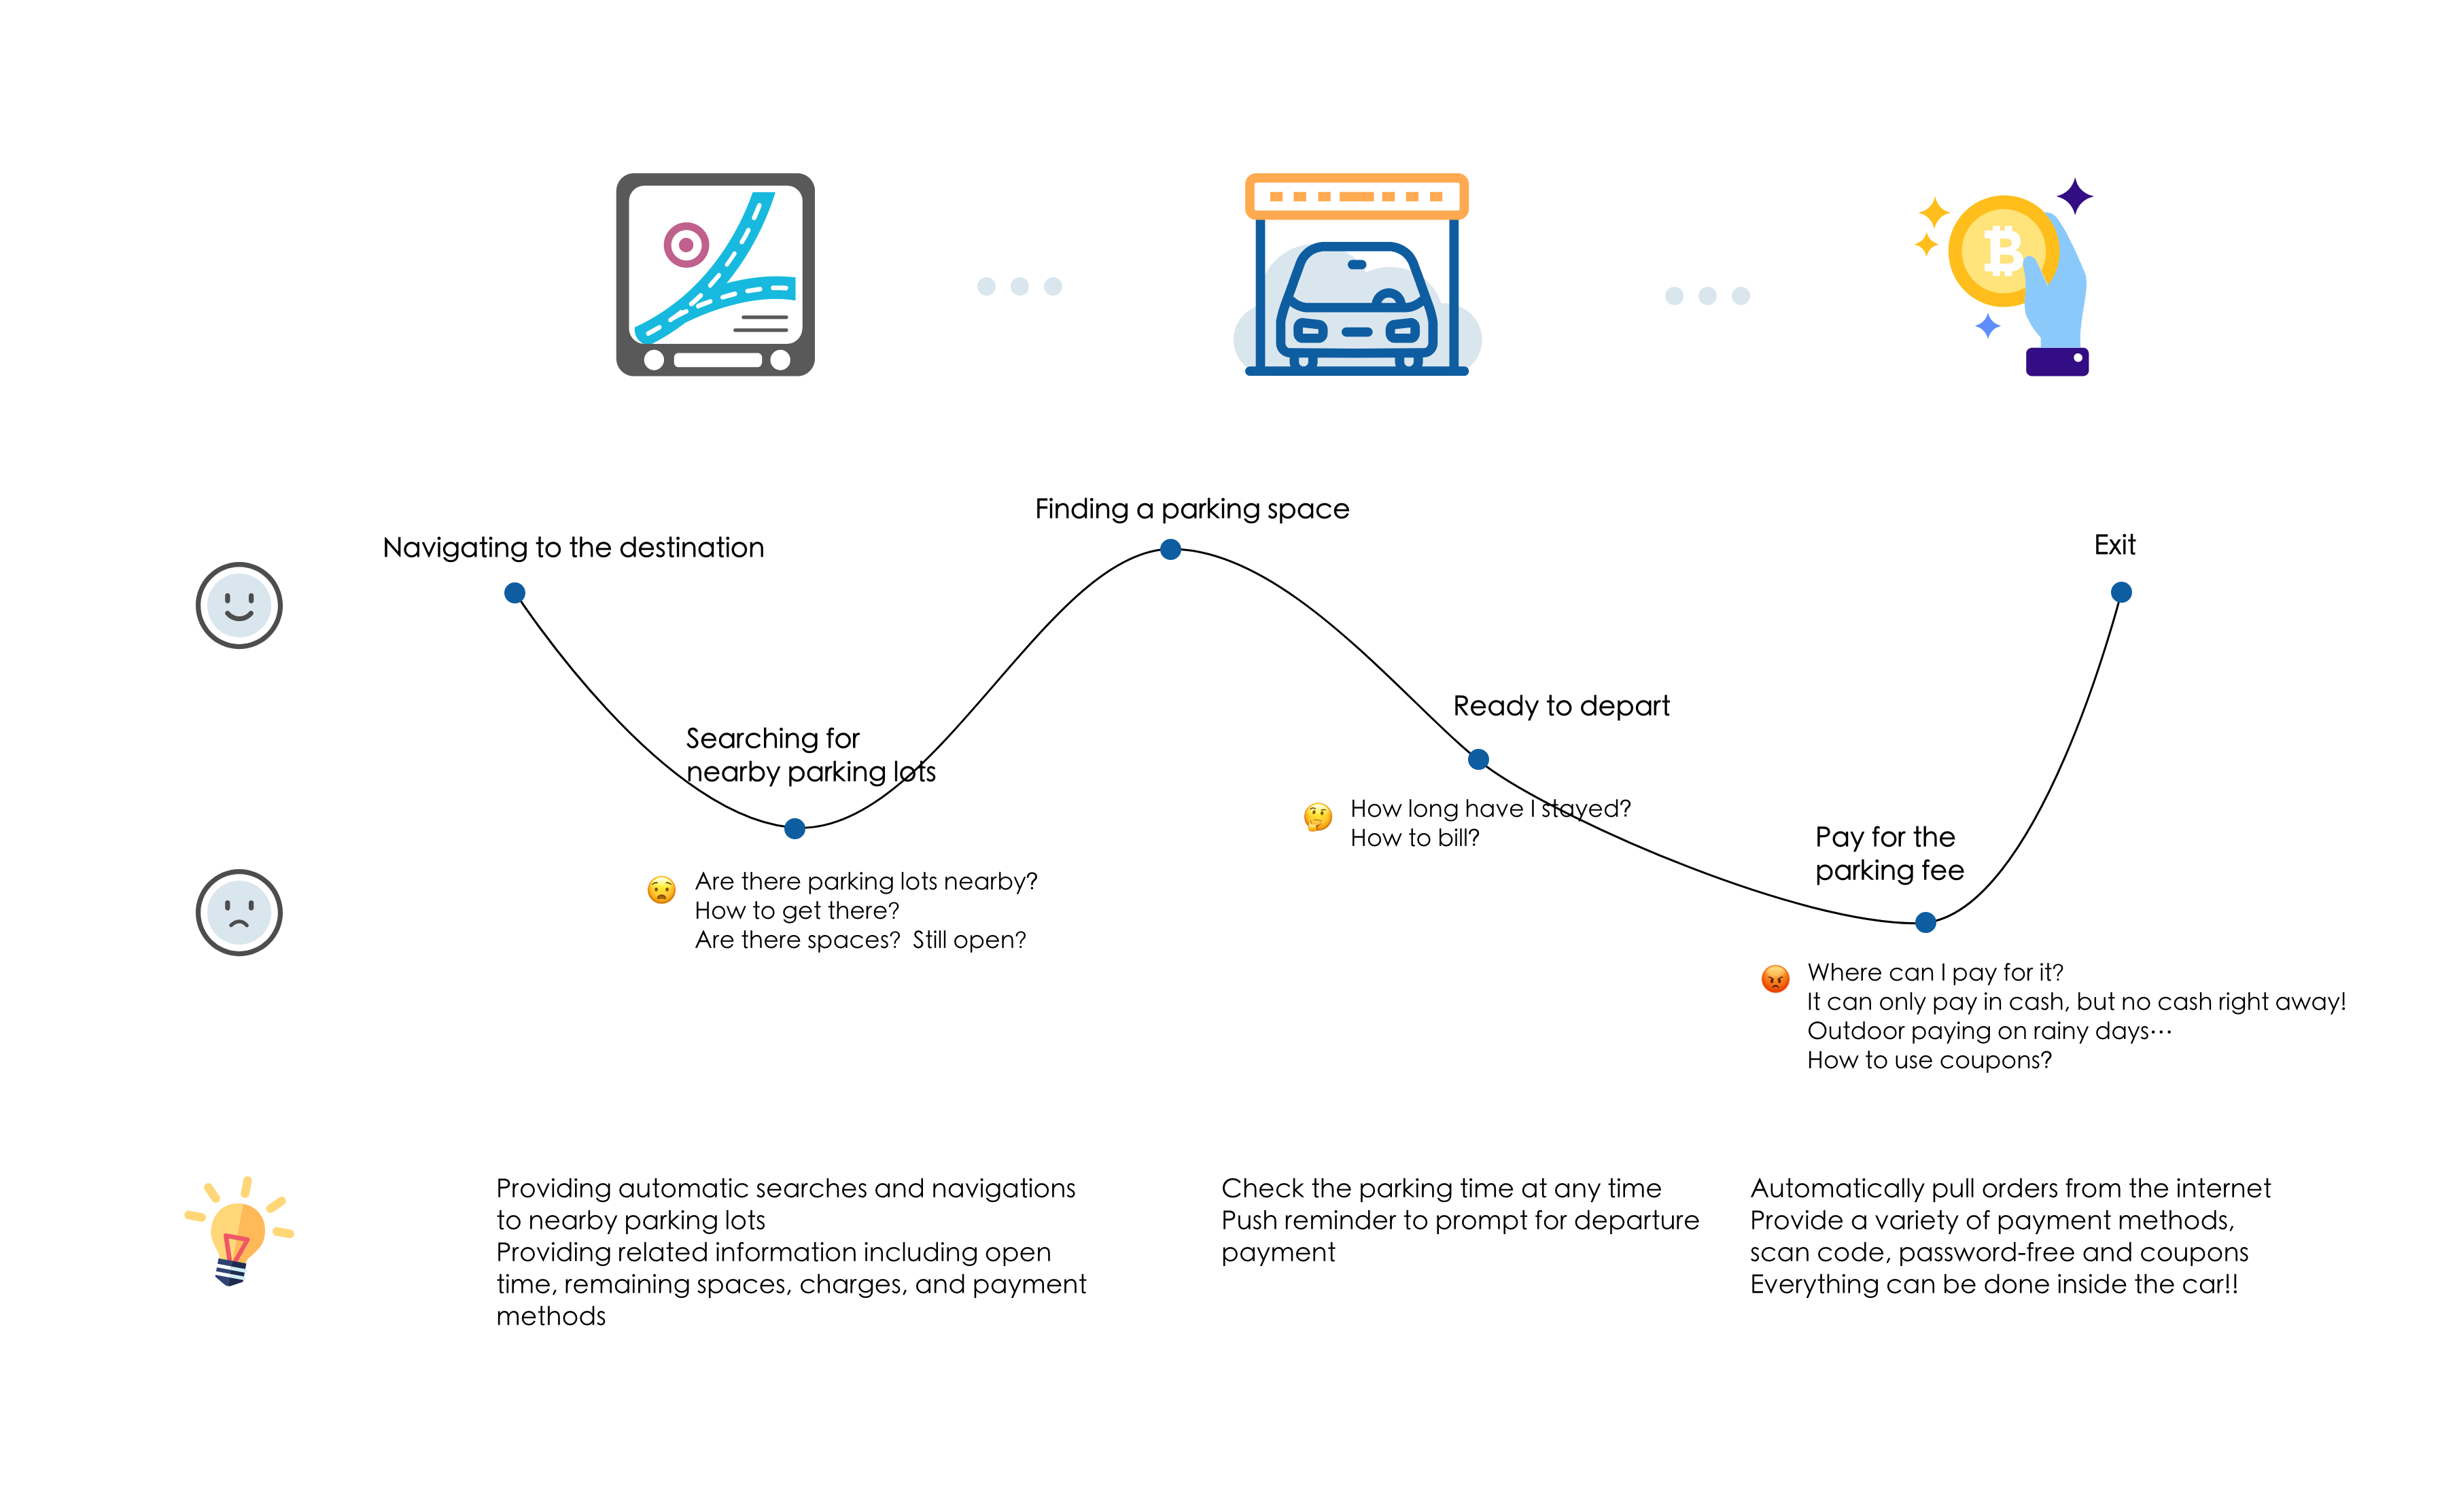 Navigating to the destination
Searching for
nearby parking lots
Are there parking lots nearby?
How to get there?
Are there spaces?  Still open?
Finding a parking space
Ready to depart
How long have I stayed?
How to bill?
Pay for the
parking fee
Where can I pay for it?
It can only pay in cash, but no cash right away!
Outdoor paying on rainy days⋯
How to use coupons?
Exit
Providing automatic searches and navigations
to nearby parking lots
Providing related information including open
time, remaining spaces, charges, and payment
methods
Check the parking time at any time
Push reminder to prompt for departure
payment
Automatically pull orders from the internet
Provide a variety of payment methods,
scan code, password-free and coupons
Everything can be done inside the car!!